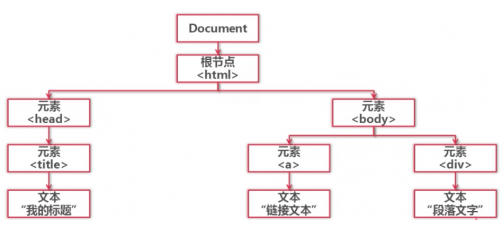 Document
根节点
<html>
元素
<head>
元素
<body>
元素
<title>
元素
<a>
元素
<div>
文本
“我的标题”
文本
“链接文本”
文本
“段落文字”